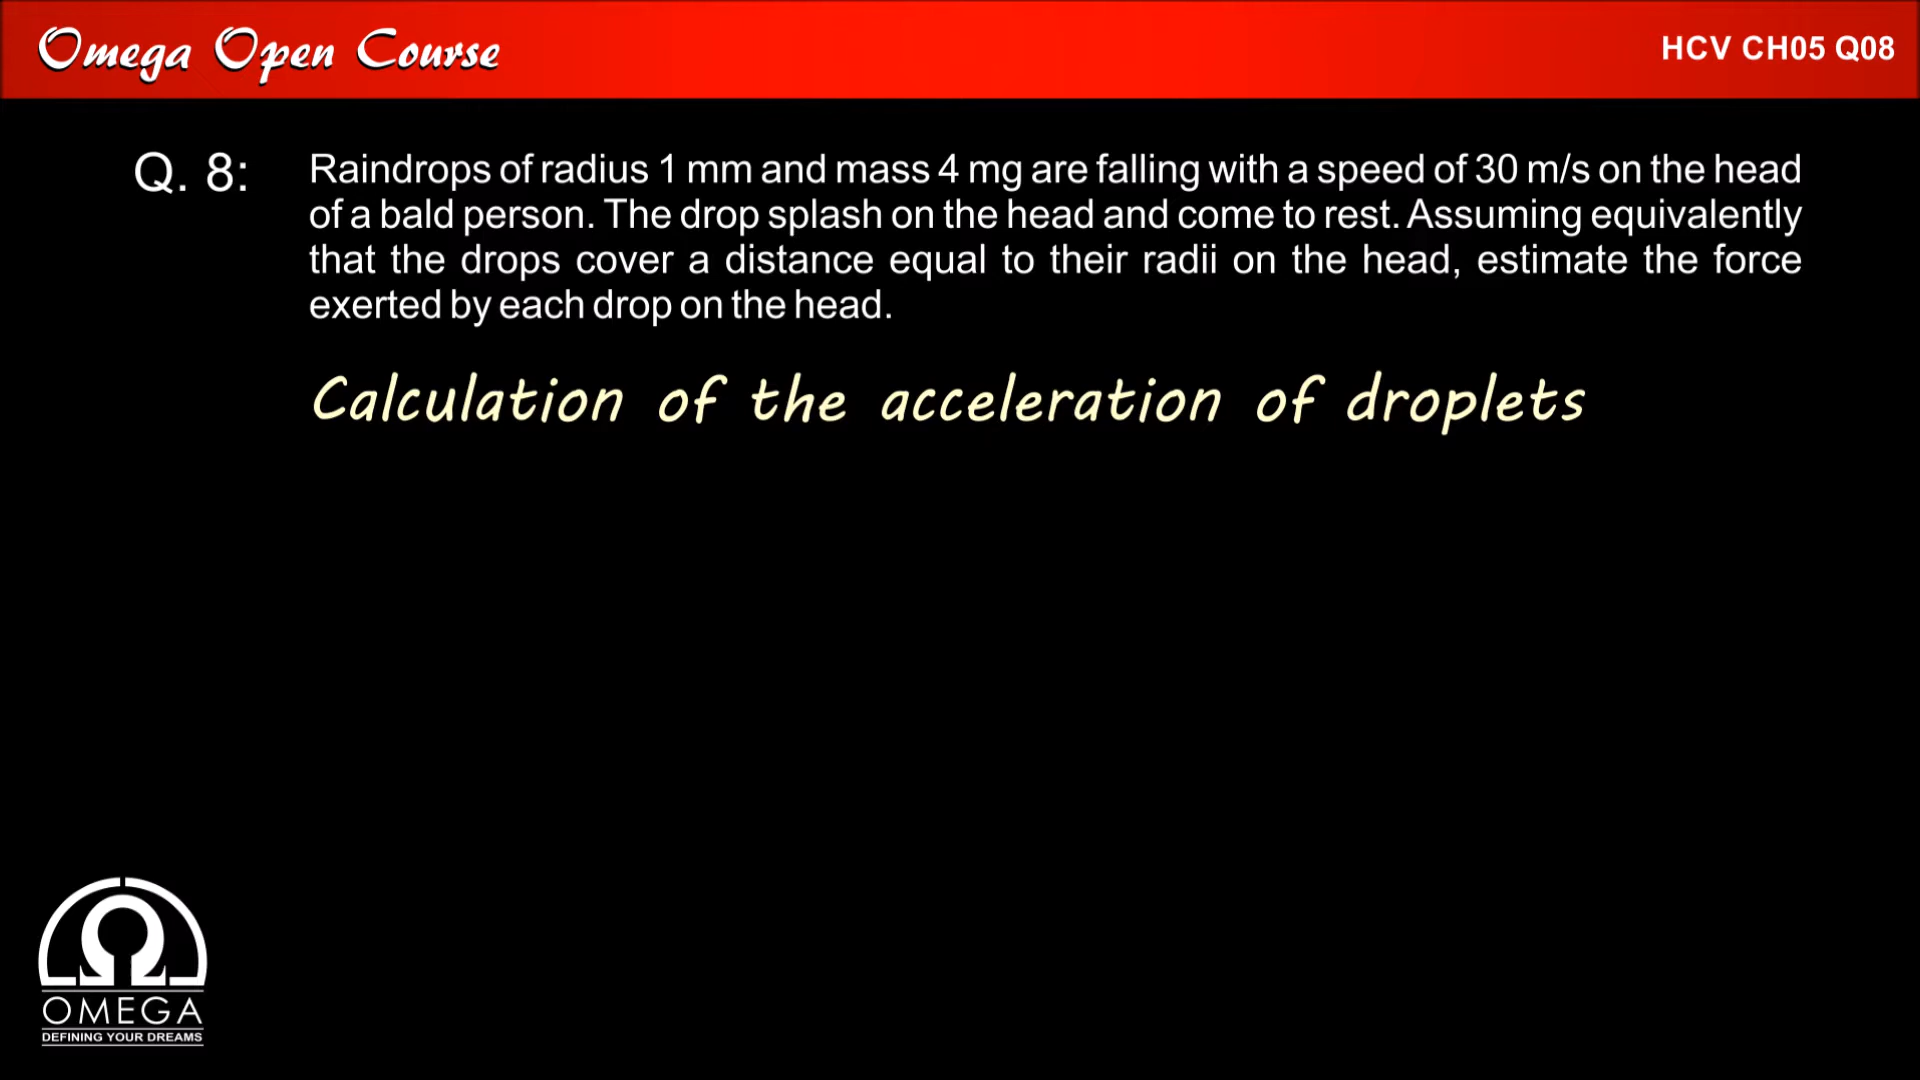 Omega Open Course
HCV CH05 Q08
Q. 8: Raindrops of radius 1 mm and mass 4 mg are falling with a speed of 30 m/s on the head
of a bald person. The drop splash on the head and come to rest. Assuming equivalently
that the drops cover a distance equal to their radii on the head, estimate the force
exerted by each drop on the head.
Calculation of the acceleration of droplets
Ω
OMEGA
DEFINING YOUR DREAMS